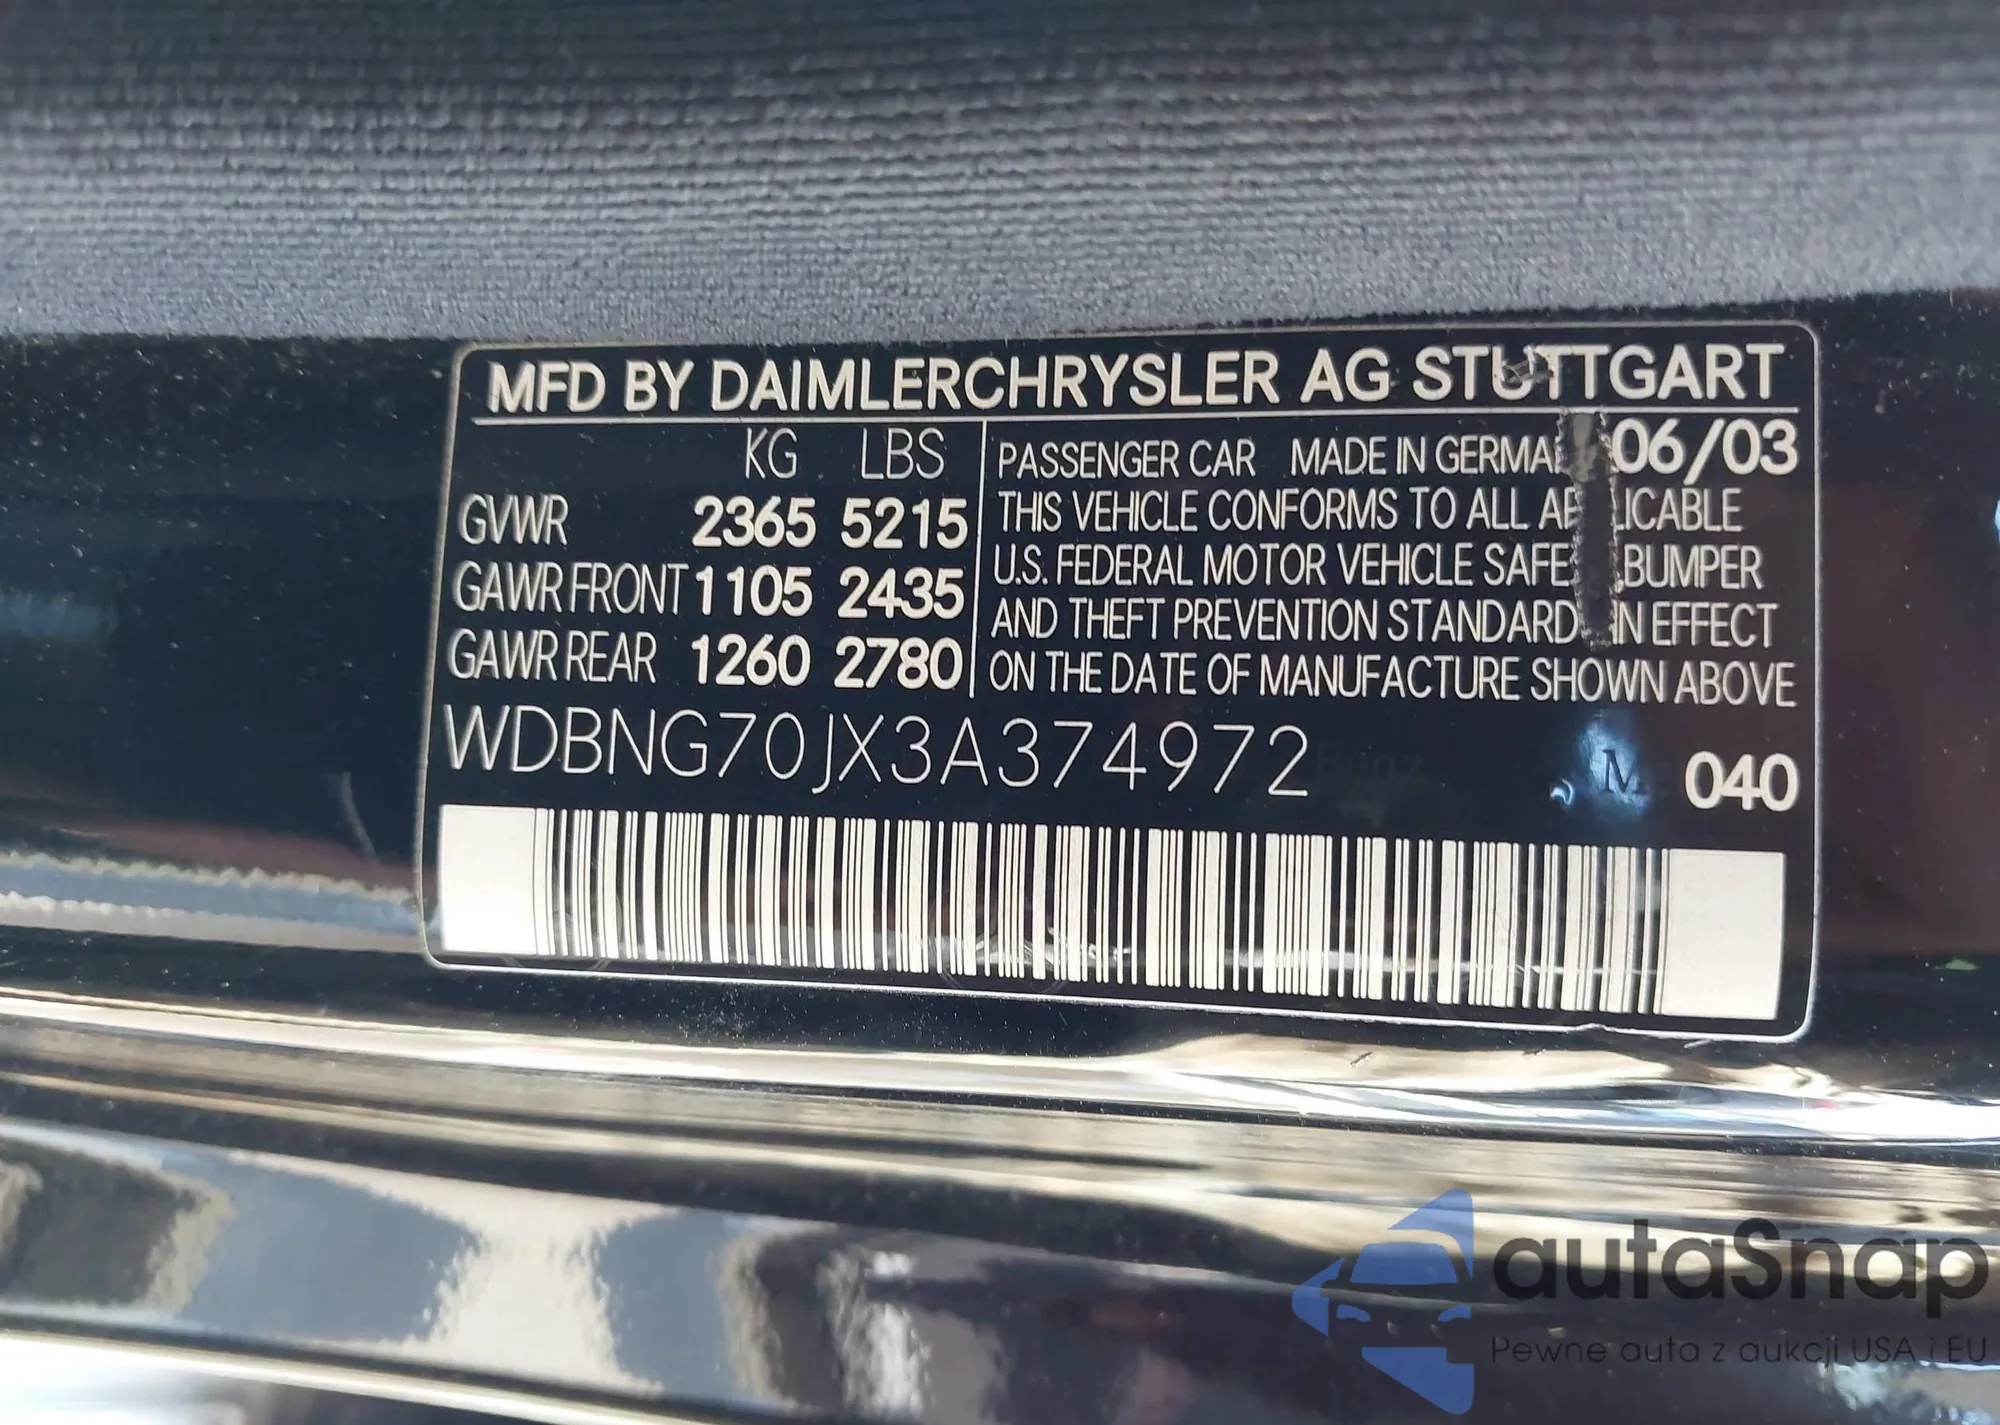 MFD BY DAIMLERCHRYSLER AG STUTTGART
KG LBS
GVWR 2365 5215
GAWR FRONT 1105 2435
GAWR REAR 1260 2780
PASSENGER CAR MADE IN GERMA 06/03
THIS VEHICLE CONFORMS TO ALL AP LICABLE
U.S. FEDERAL MOTOR VEHICLE SAFE BUMPER
AND THEFT PREVENTION STANDARD IN EFFECT
ON THE DATE OF MANUFACTURE SHOWN ABOVE
WDBNG70JX3A374972 M 040
autaSnap
Pewne auta z aukcji USA i EU